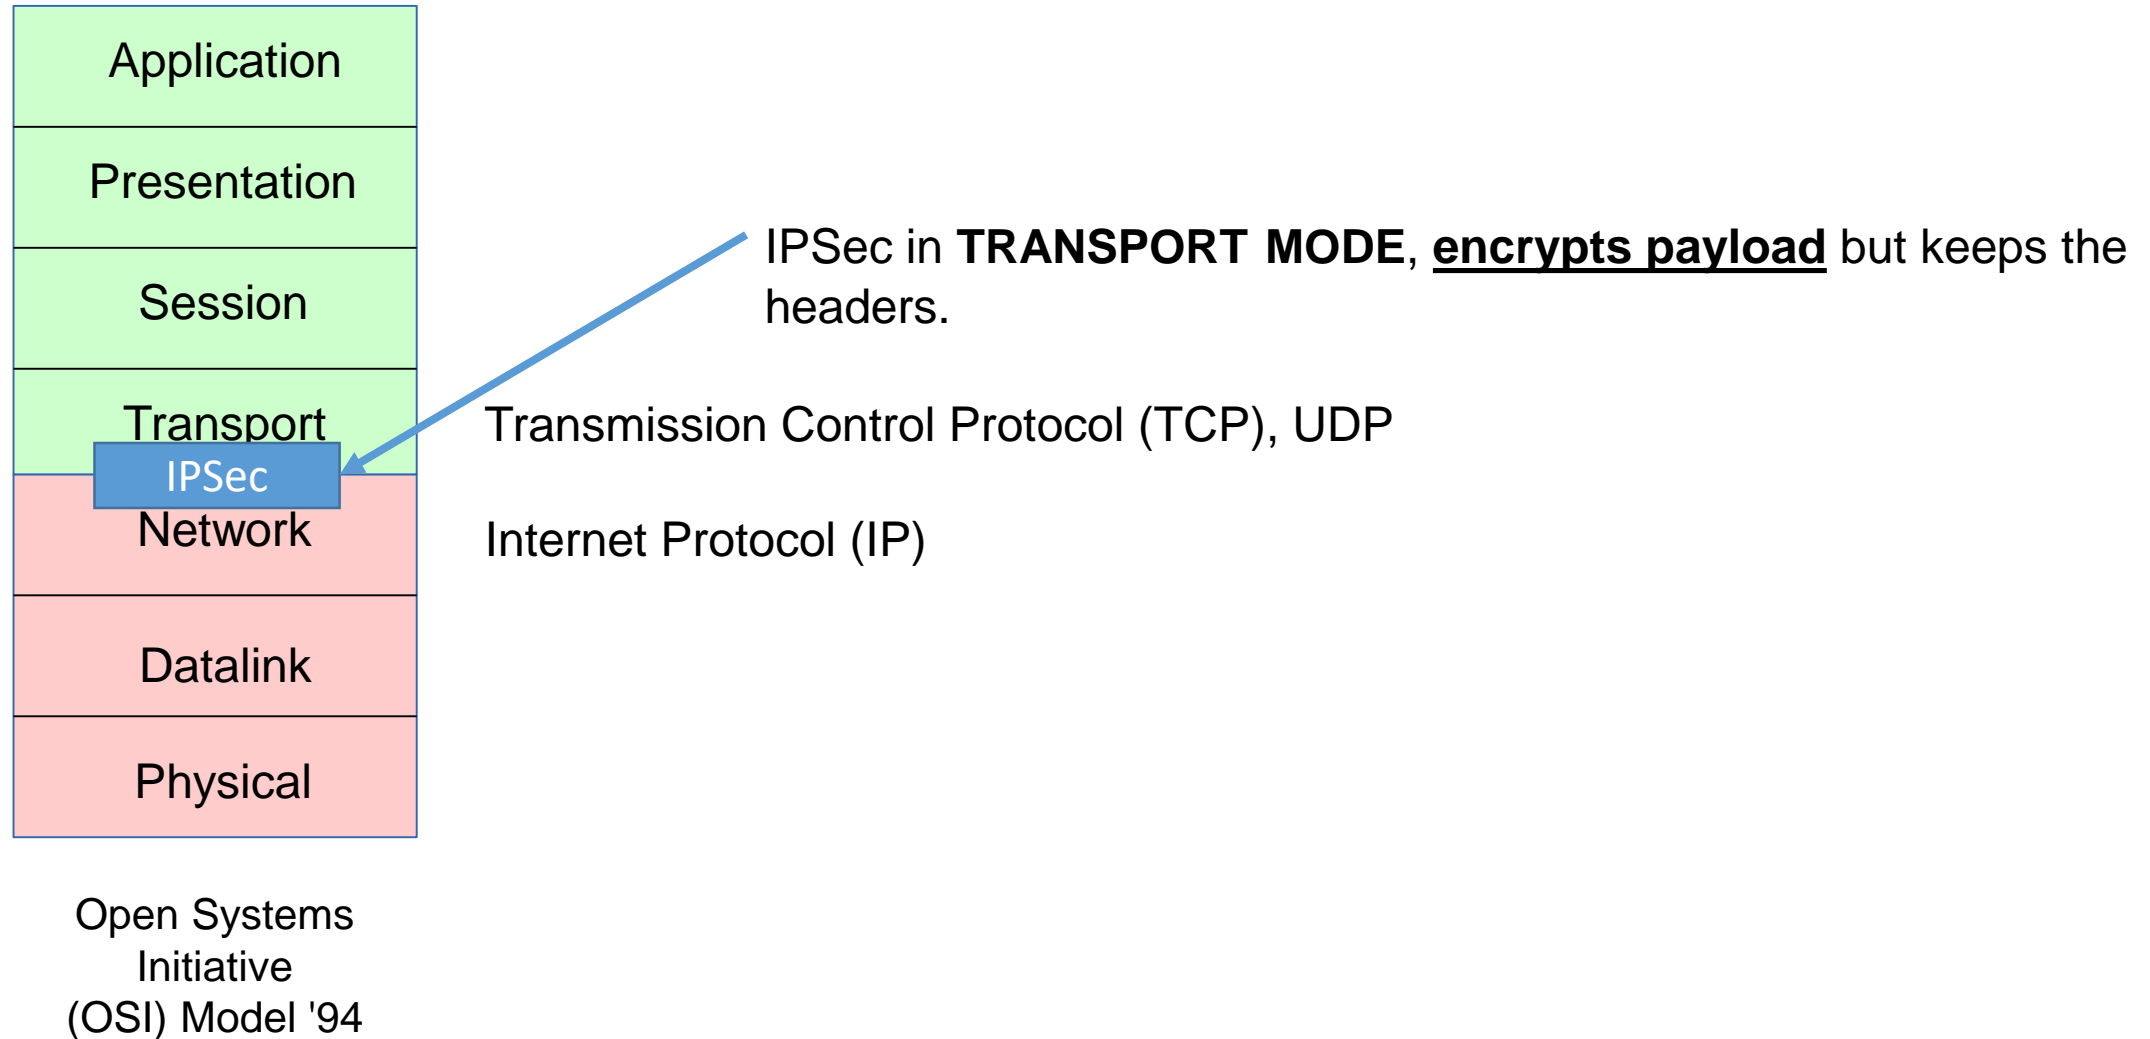 Application
Presentation
Session
Transport
IPSec
Network
Datalink
Physical
IPSec in TRANSPORT MODE, encrypts payload but keeps the
headers.
Transmission Control Protocol (TCP), UDP
Internet Protocol (IP)
Open Systems
Initiative
(OSI) Model '94